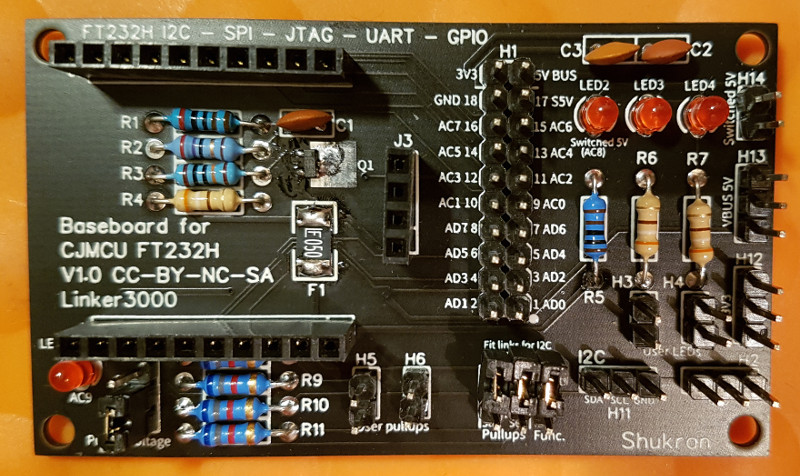 FT232H I2C - SPI - JTAG - UART - GPIO
H1
C3
C2
3V3
5V BUS
LED2
LED3
LED4
H14
GND 18
17 S5V
Switched 5V
R1
C1
AC7 16
15 AC6
Switched 5V
(AC8)
R2
J3
AC5 14
13 AC4
R6
R7
H13
Q1
R3
AC3 12
11 AC2
VBUS 5V
R4
AC1 10
9 AC0
Baseboard for
CJMCU FT232H
V1.0 CC-BY-NC-SA
Linker3000
F050
F1
AD7 8
7 AD6
AD5 6
5 AD4
H12
AD3 4
3 AD2
H3
H4
R5
3V3
AD1 2
1 AD0
LE
Fit links for I2C
User LEDs
H5
H6
I2C
H2
R9
AC9
SDA SCL GND
R10
H11
R11
User pullups
Pullups
Func.
Shukron